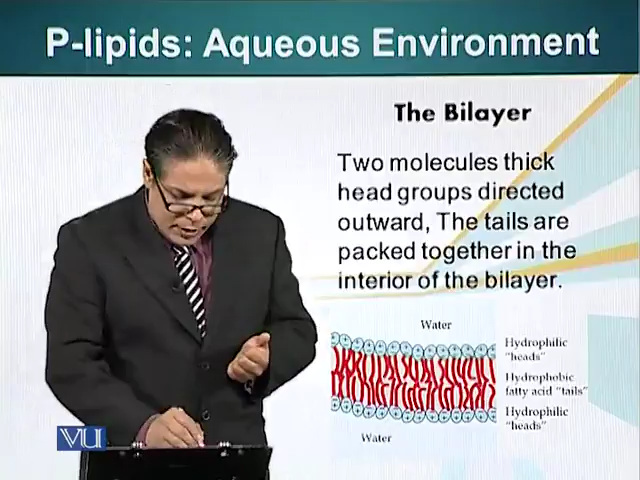 P-lipids: Aqueous Environment
The Bilayer
Two molecules thick
head groups directed
outward, The tails are
packed together in the
interior of the bilayer.
Water
Hydrophilic
"heads"
Hydrophobic
fatty acid "tails"
Hydrophilic
"heads"
Water
VU